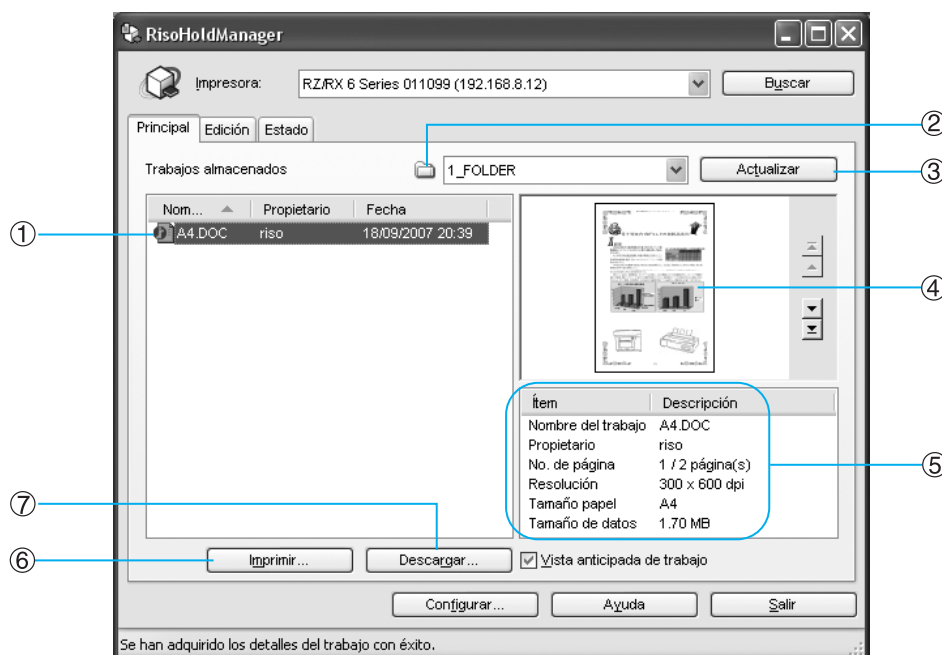 RisoHoldManager
Impresora: RZ/RX 6 Series 011099 (192.168.8.12) Buscar
Principal Edición Estado
②
Trabajos almacenados 1_FOLDER Actualizar ③
Nom... Propietario Fecha
① A4.DOC riso 18/09/2007 20:39
④
Ítem Descripción
Nombre del trabajo A4.DOC
Propietario riso
No. de página 1 / 2 página(s)
⑤
Resolución 300 x 600 dpi
Tamaño papel A4
⑦
Tamaño de datos 1.70 MB
⑥ Imprimir... Descargar... Vista anticipada de trabajo
Configurar... Ayuda Salir
Se han adquirido los detalles del trabajo con éxito.